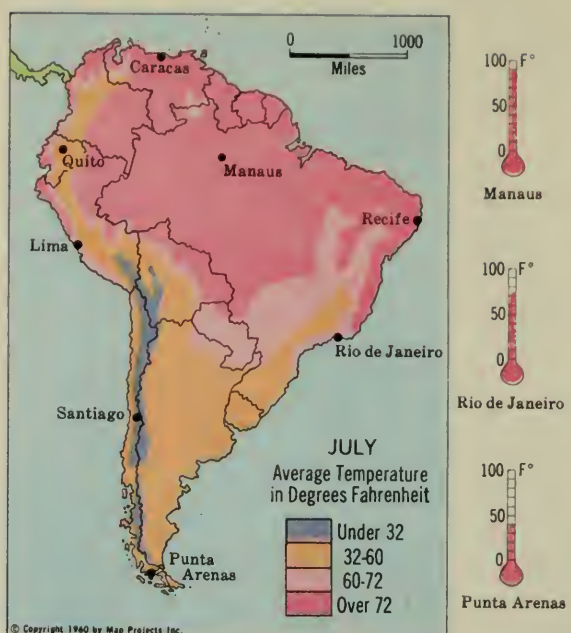 0 1000
Miles
Caracas
Quito
Manaus
Recife
Lima
Rio de Janeiro
Santiago
Punta
Arenas
JULY
Average Temperature
in Degrees Fahrenheit
Under 32
32-60
60-72
Over 72
© Copyright 1960 by Map Projects Inc.
100 F°
50
0
Manaus
100 F°
50
0
Rio de Janeiro
100 F°
50
0
Punta Arenas